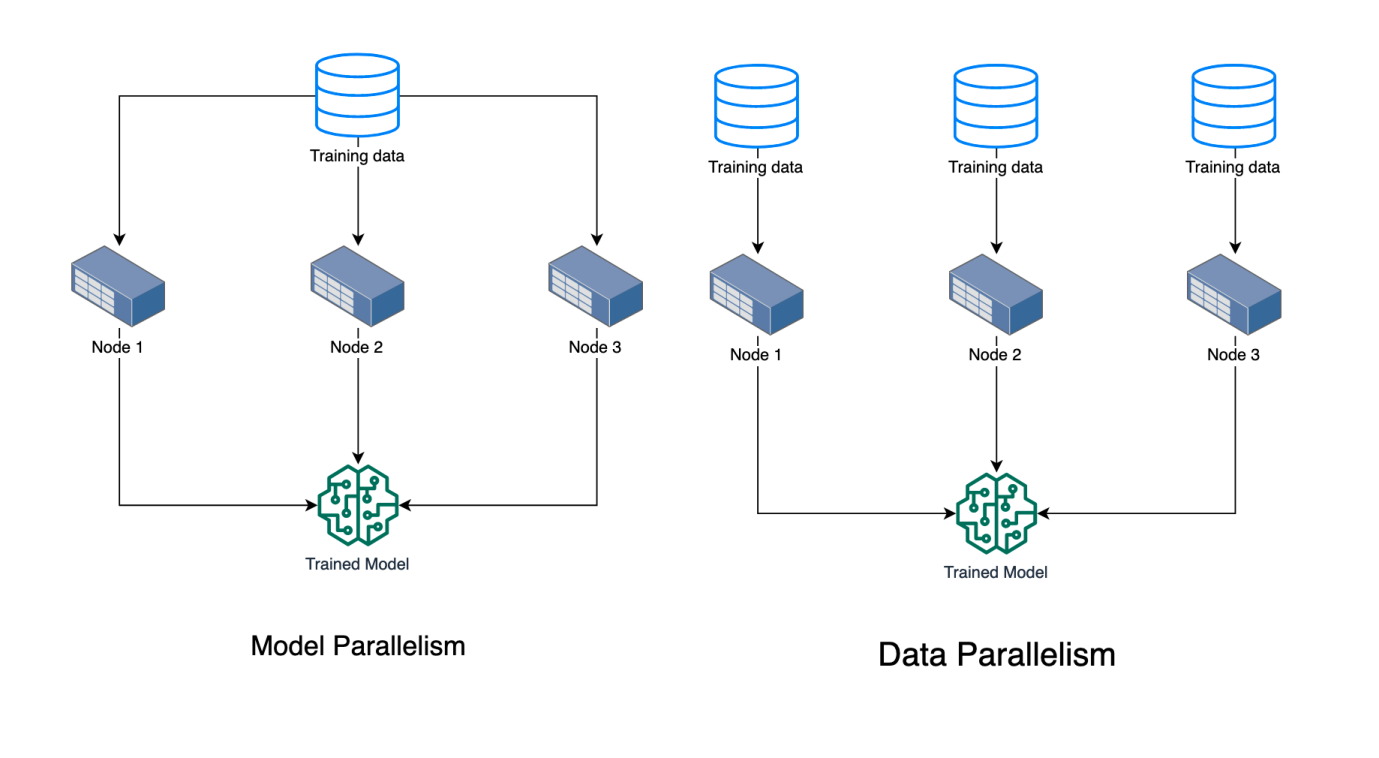 Training data
Node 1
Node 2
Node 3
Trained Model
Model Parallelism
Training data
Training data
Training data
Node 1
Node 2
Node 3
Trained Model
Data Parallelism